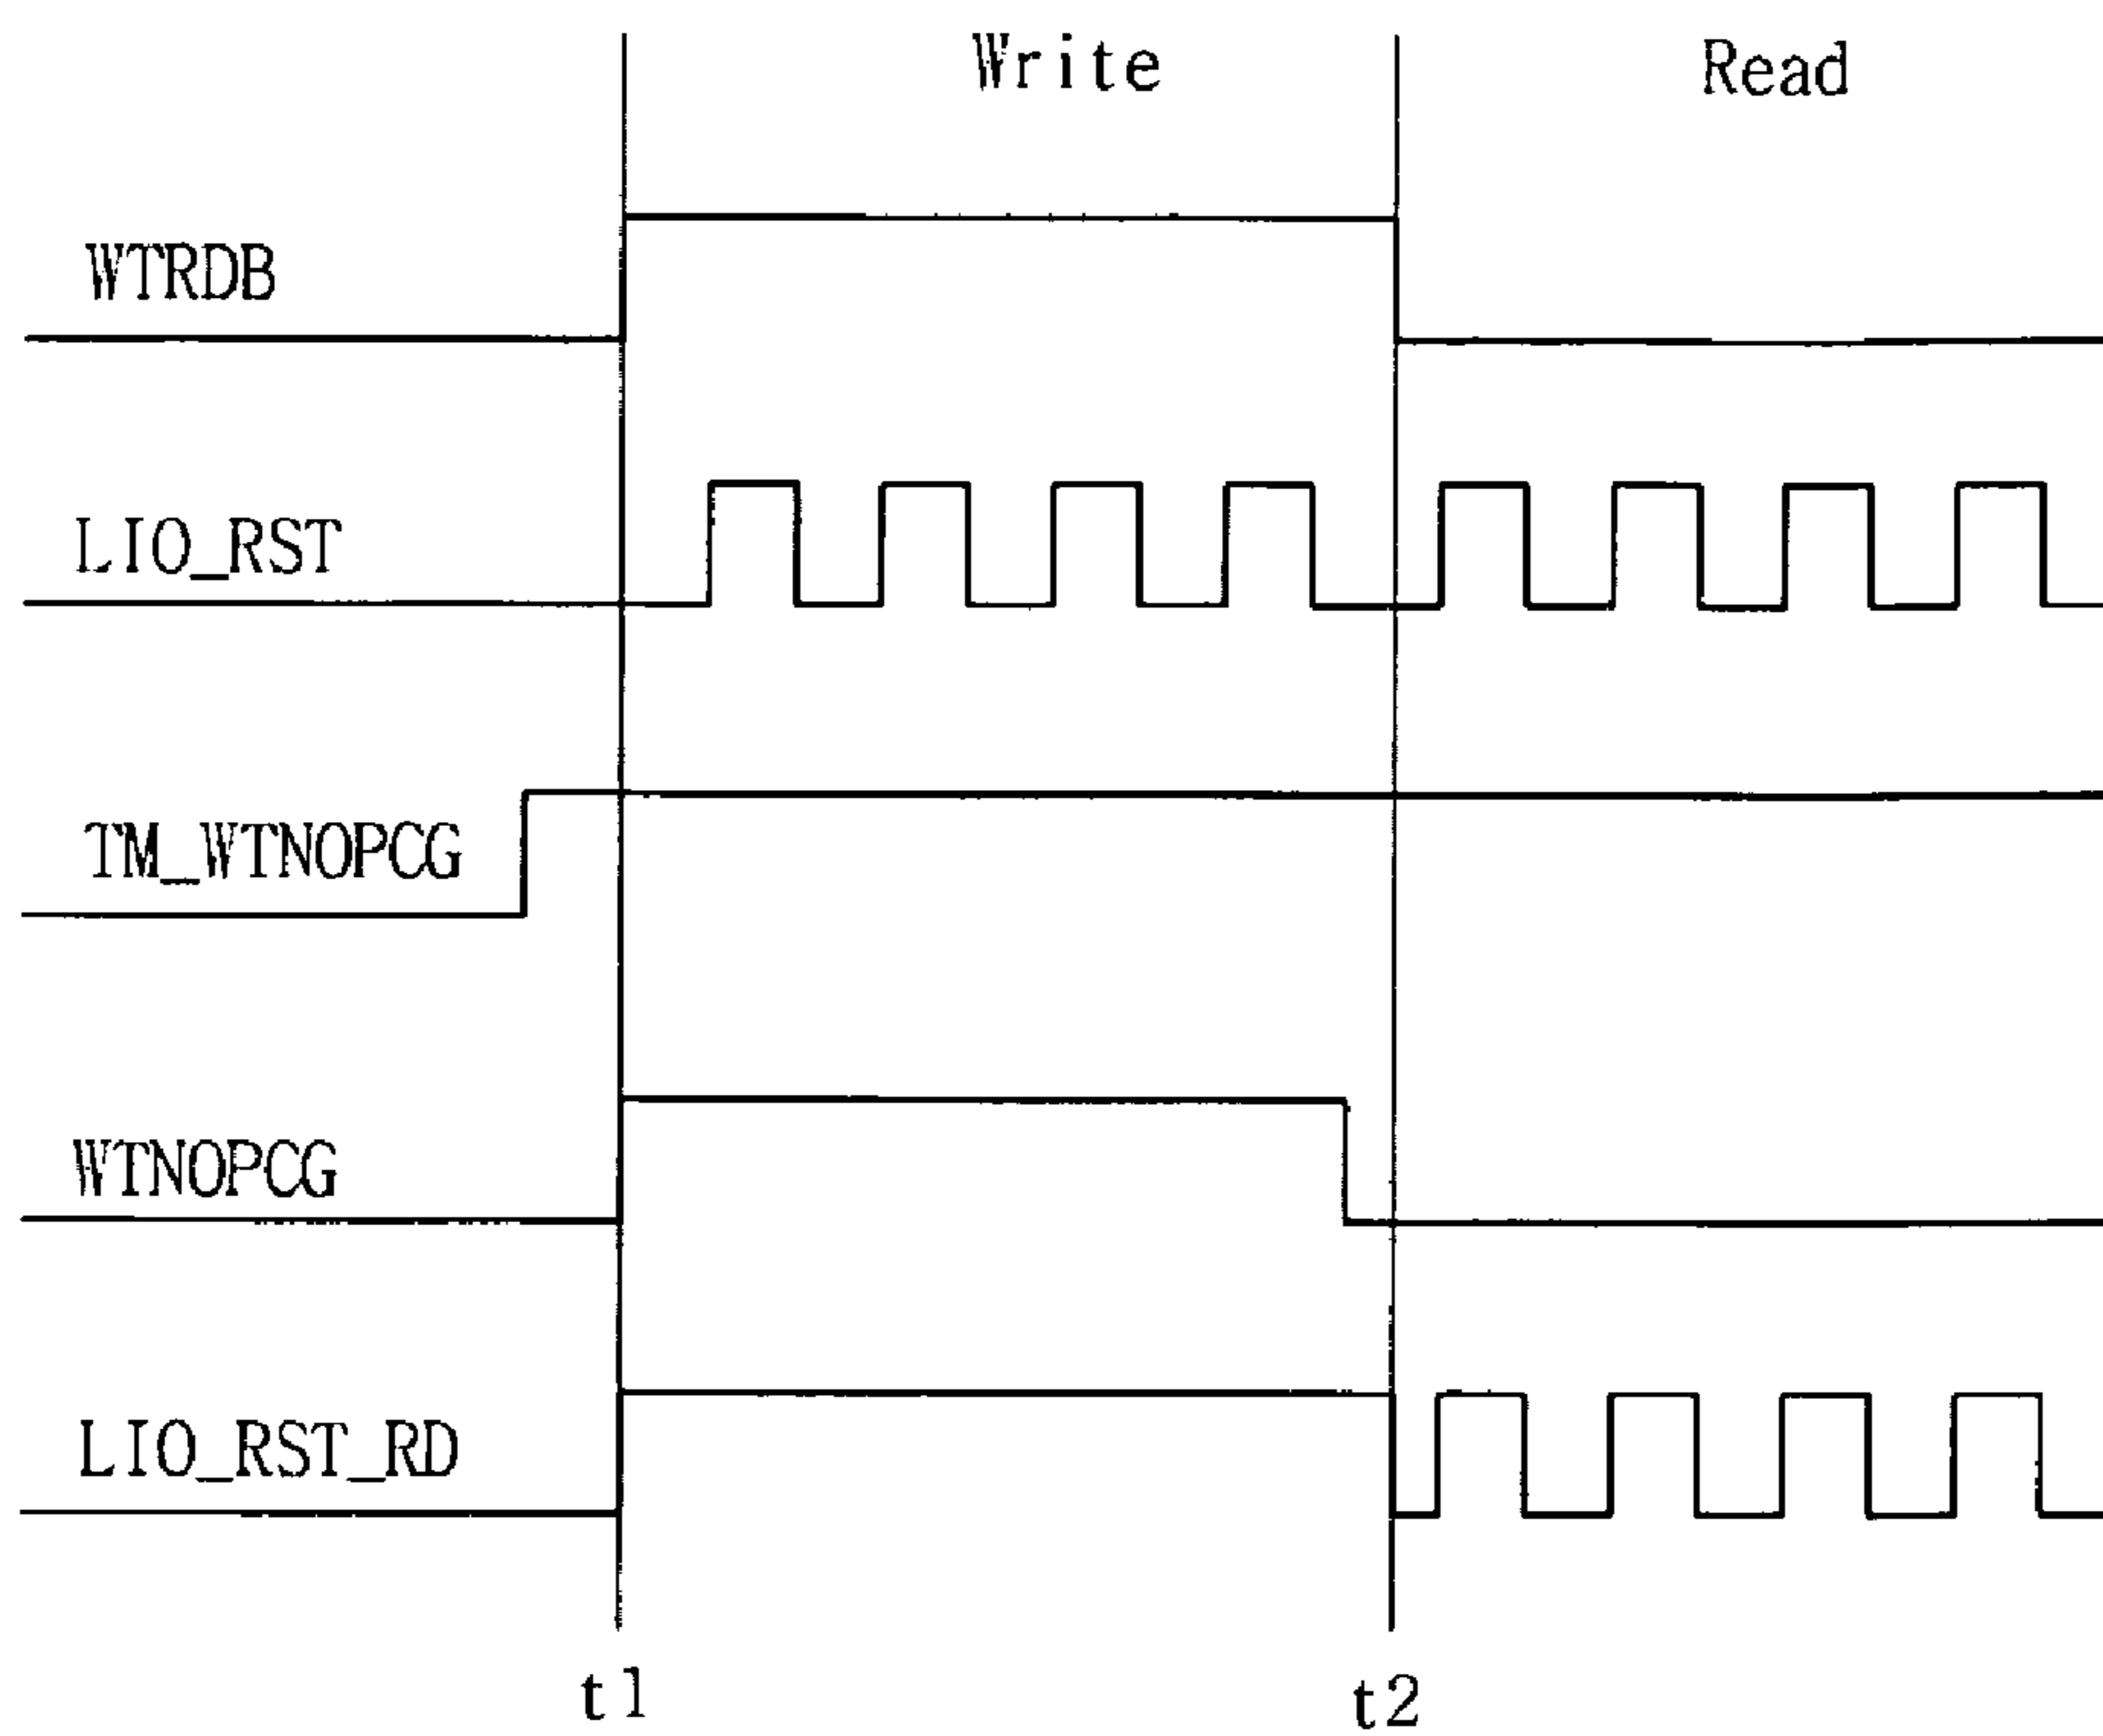 Write Read
WTRDB
LIO_RST
TM_WTNOPCG
WTNOPCG
LIO_RST_RD
t1 t2